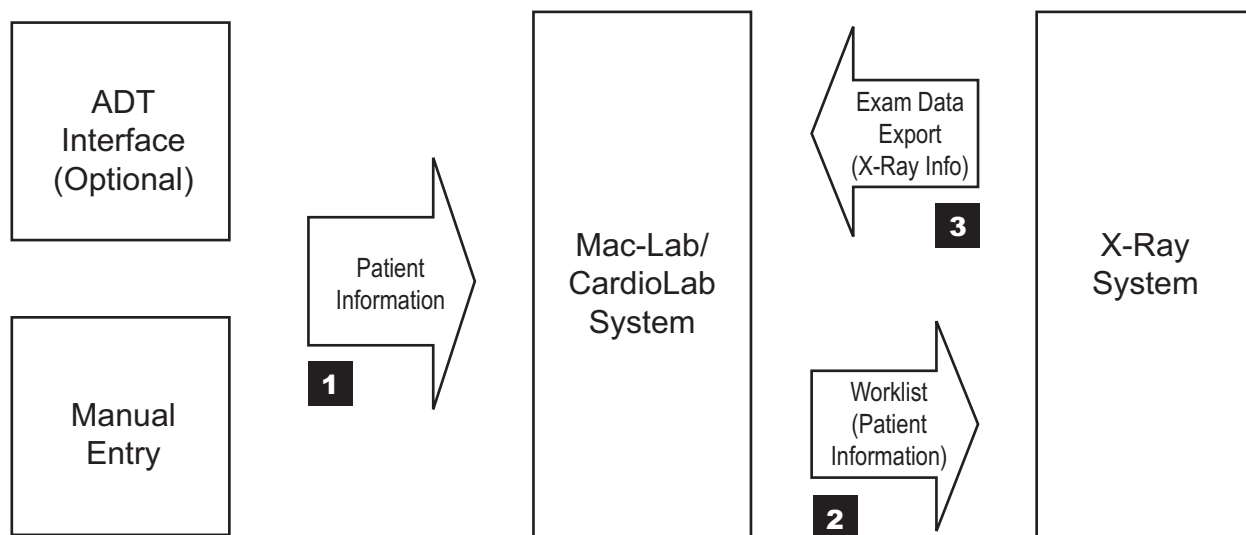 ADT
Interface
(Optional)
Manual
Entry
Patient
Information
1
Mac-Lab/
CardioLab
System
Exam Data
Export
(X-Ray Info)
3
Worklist
(Patient
Information)
2
X-Ray
System